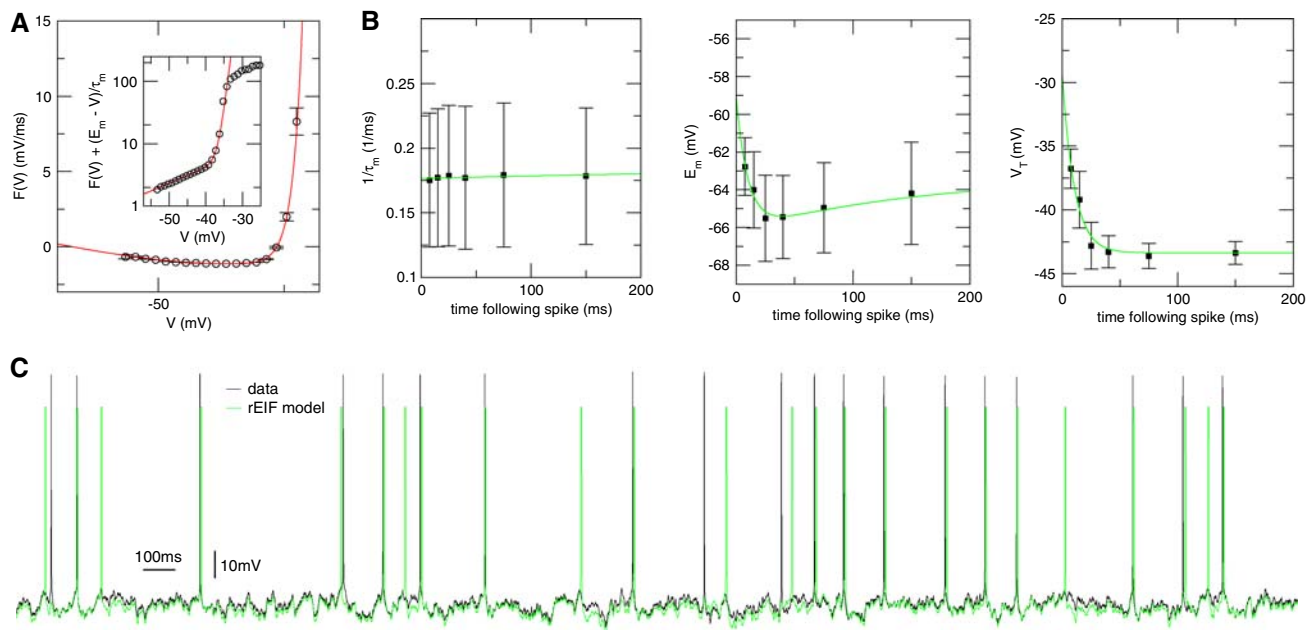 A
F(V) (mV/ms)
15
10
5
0
-50
V (mV)
F(V) + (E_m - V)/τ_m
100
10
1
-50 -40 -30
V (mV)
B
1/τ_m (1/ms)
0.25
0.2
0.15
0.1
0 100 200
time following spike (ms)
E_m (mV)
-56
-58
-60
-62
-64
-66
-68
0 100 200
time following spike (ms)
V_T (mV)
-25
-30
-35
-40
-45
0 100 200
time following spike (ms)
C
data
rEIF model
100ms
10mV